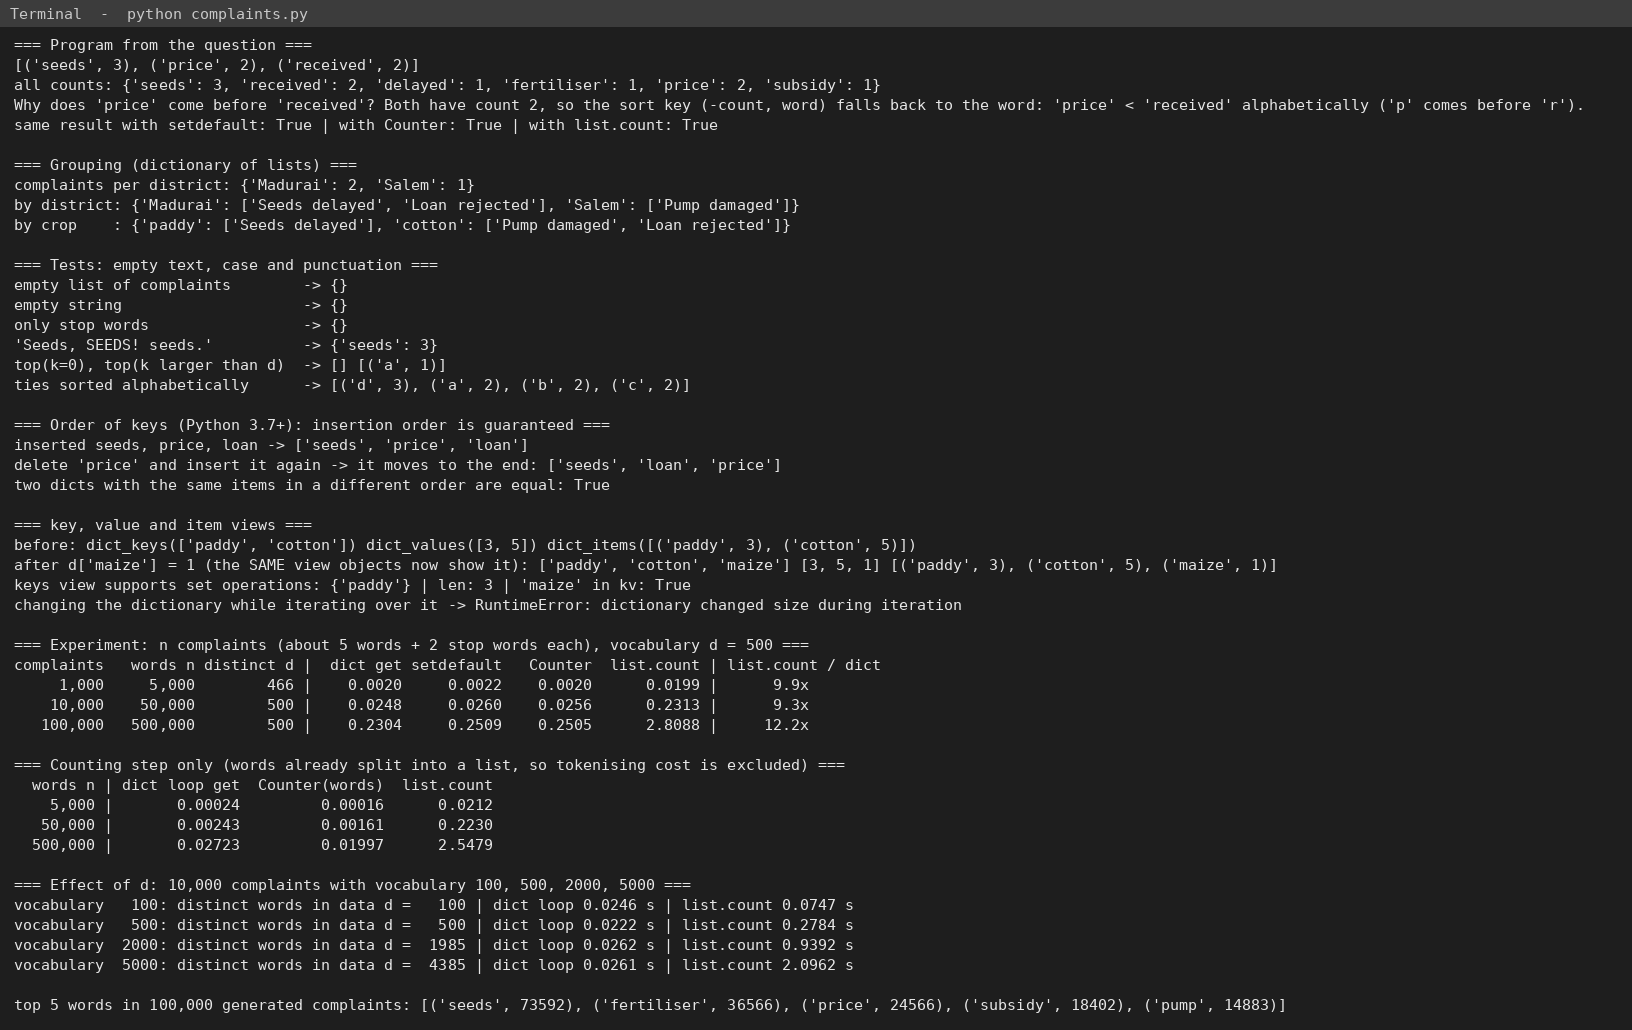 Terminal  -  python complaints.py
=== Program from the question ===
[('seeds', 3), ('price', 2), ('received', 2)]
all counts: {'seeds': 3, 'received': 2, 'delayed': 1, 'fertiliser': 1, 'price': 2, 'subsidy': 1}
Why does 'price' come before 'received'? Both have count 2, so the sort key (-count, word) falls back to the word: 'price' < 'received' alphabetically ('p' comes before 'r').
same result with setdefault: True | with Counter: True | with list.count: True

=== Grouping (dictionary of lists) ===
complaints per district: {'Madurai': 2, 'Salem': 1}
by district: {'Madurai': ['Seeds delayed', 'Loan rejected'], 'Salem': ['Pump damaged']}
by crop    : {'paddy': ['Seeds delayed'], 'cotton': ['Pump damaged', 'Loan rejected']}

=== Tests: empty text, case and punctuation ===
empty list of complaints        -> {}
empty string                    -> {}
only stop words                 -> {}
'Seeds, SEEDS! seeds.'          -> {'seeds': 3}
top(k=0), top(k larger than d)  -> [] [('a', 1)]
ties sorted alphabetically      -> [('d', 3), ('a', 2), ('b', 2), ('c', 2)]

=== Order of keys (Python 3.7+): insertion order is guaranteed ===
inserted seeds, price, loan -> ['seeds', 'price', 'loan']
delete 'price' and insert it again -> it moves to the end: ['seeds', 'loan', 'price']
two dicts with the same items in a different order are equal: True

=== key, value and item views ===
before: dict_keys(['paddy', 'cotton']) dict_values([3, 5]) dict_items([('paddy', 3), ('cotton', 5)])
after d['maize'] = 1 (the SAME view objects now show it): ['paddy', 'cotton', 'maize'] [3, 5, 1] [('paddy', 3), ('cotton', 5), ('maize', 1)]
keys view supports set operations: {'paddy'} | len: 3 | 'maize' in kv: True
changing the dictionary while iterating over it -> RuntimeError: dictionary changed size during iteration

=== Experiment: n complaints (about 5 words + 2 stop words each), vocabulary d = 500 ===
complaints   words n distinct d |  dict get setdefault   Counter  list.count | list.count / dict
     1,000     5,000        466 |    0.0020     0.0022    0.0020      0.0199 |      9.9x
    10,000    50,000        500 |    0.0248     0.0260    0.0256      0.2313 |      9.3x
   100,000   500,000        500 |    0.2304     0.2509    0.2505      2.8088 |     12.2x

=== Counting step only (words already split into a list, so tokenising cost is excluded) ===
  words n | dict loop get  Counter(words)  list.count
    5,000 |       0.00024         0.00016      0.0212
   50,000 |       0.00243         0.00161      0.2230
  500,000 |       0.02723         0.01997      2.5479

=== Effect of d: 10,000 complaints with vocabulary 100, 500, 2000, 5000 ===
vocabulary   100: distinct words in data d =   100 | dict loop 0.0246 s | list.count 0.0747 s
vocabulary   500: distinct words in data d =   500 | dict loop 0.0222 s | list.count 0.2784 s
vocabulary  2000: distinct words in data d =  1985 | dict loop 0.0262 s | list.count 0.9392 s
vocabulary  5000: distinct words in data d =  4385 | dict loop 0.0261 s | list.count 2.0962 s

top 5 words in 100,000 generated complaints: [('seeds', 73592), ('fertiliser', 36566), ('price', 24566), ('subsidy', 18402), ('pump', 14883)]